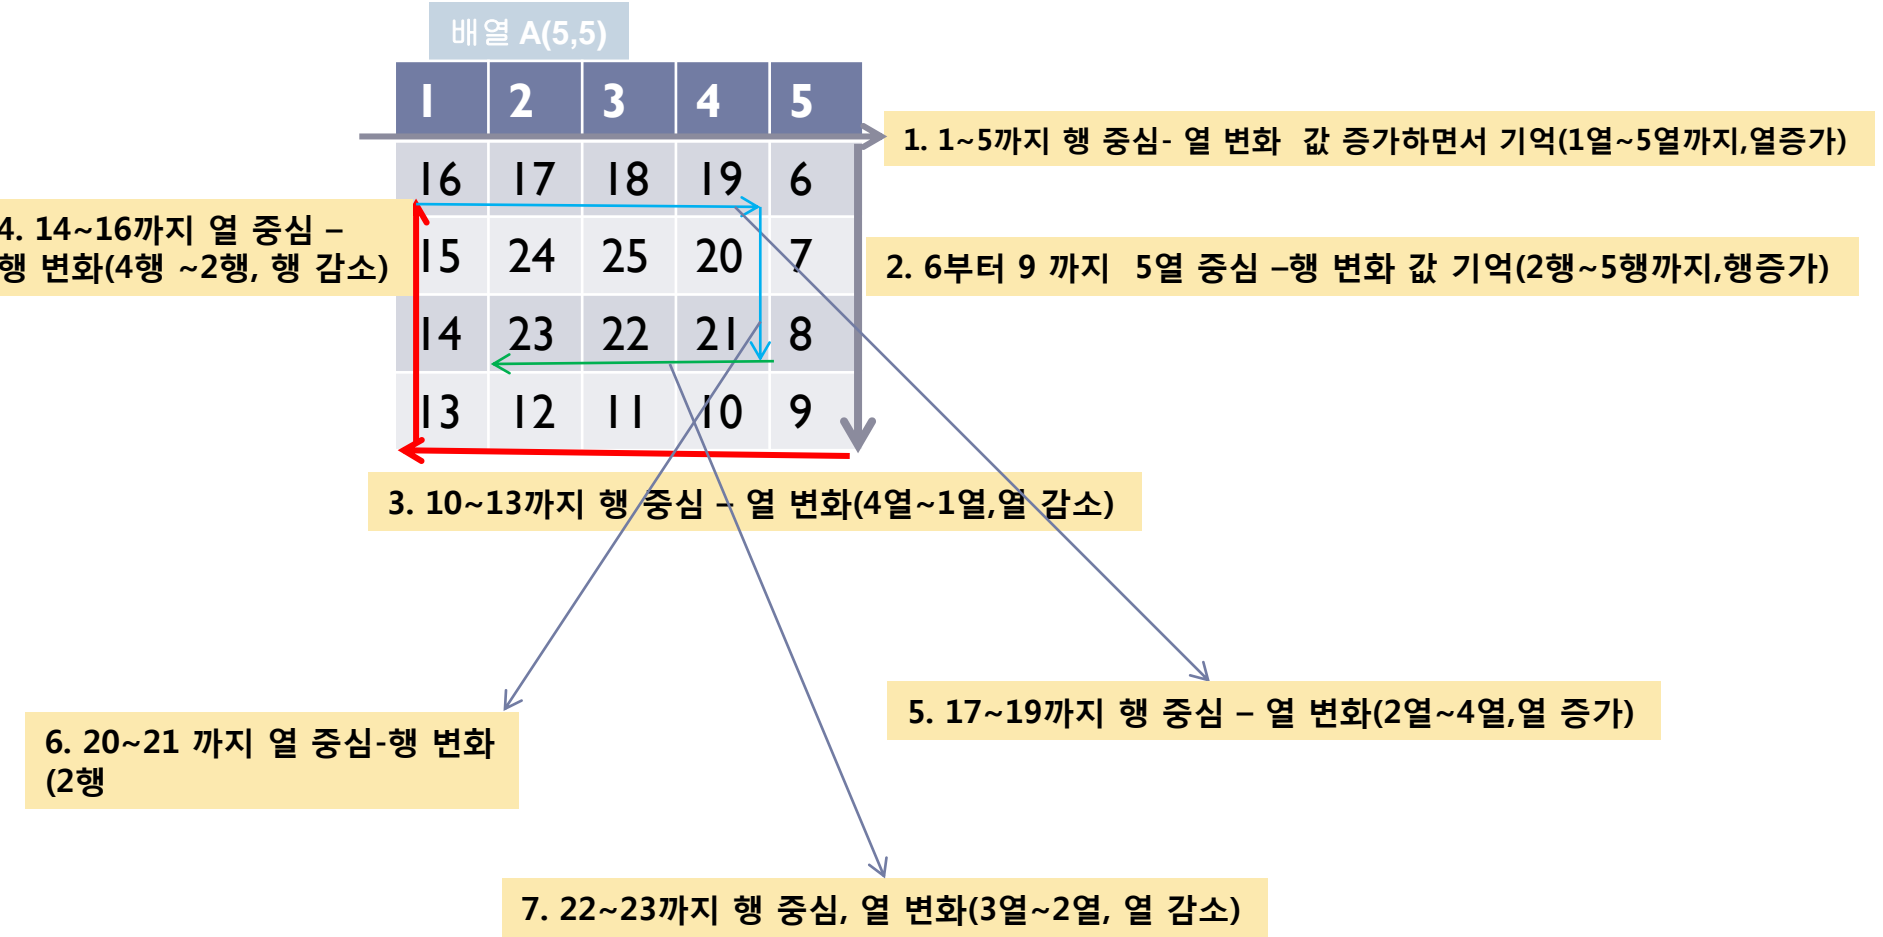 배열 A(5,5)
1 2 3 4 5
16 17 18 19 6
15 24 25 20 7
14 23 22 21 8
13 12 11 10 9
1. 1~5까지 행 중심- 열 변화 값 증가하면서 기억(1열~5열까지,열증가)
4. 14~16까지 열 중심 –
행 변화(4행 ~2행, 행 감소)
2. 6부터 9 까지 5열 중심 –행 변화 값 기억(2행~5행까지,행증가)
3. 10~13까지 행 중심 – 열 변화(4열~1열,열 감소)
5. 17~19까지 행 중심 – 열 변화(2열~4열,열 증가)
6. 20~21 까지 열 중심-행 변화
(2행
7. 22~23까지 행 중심, 열 변화(3열~2열, 열 감소)